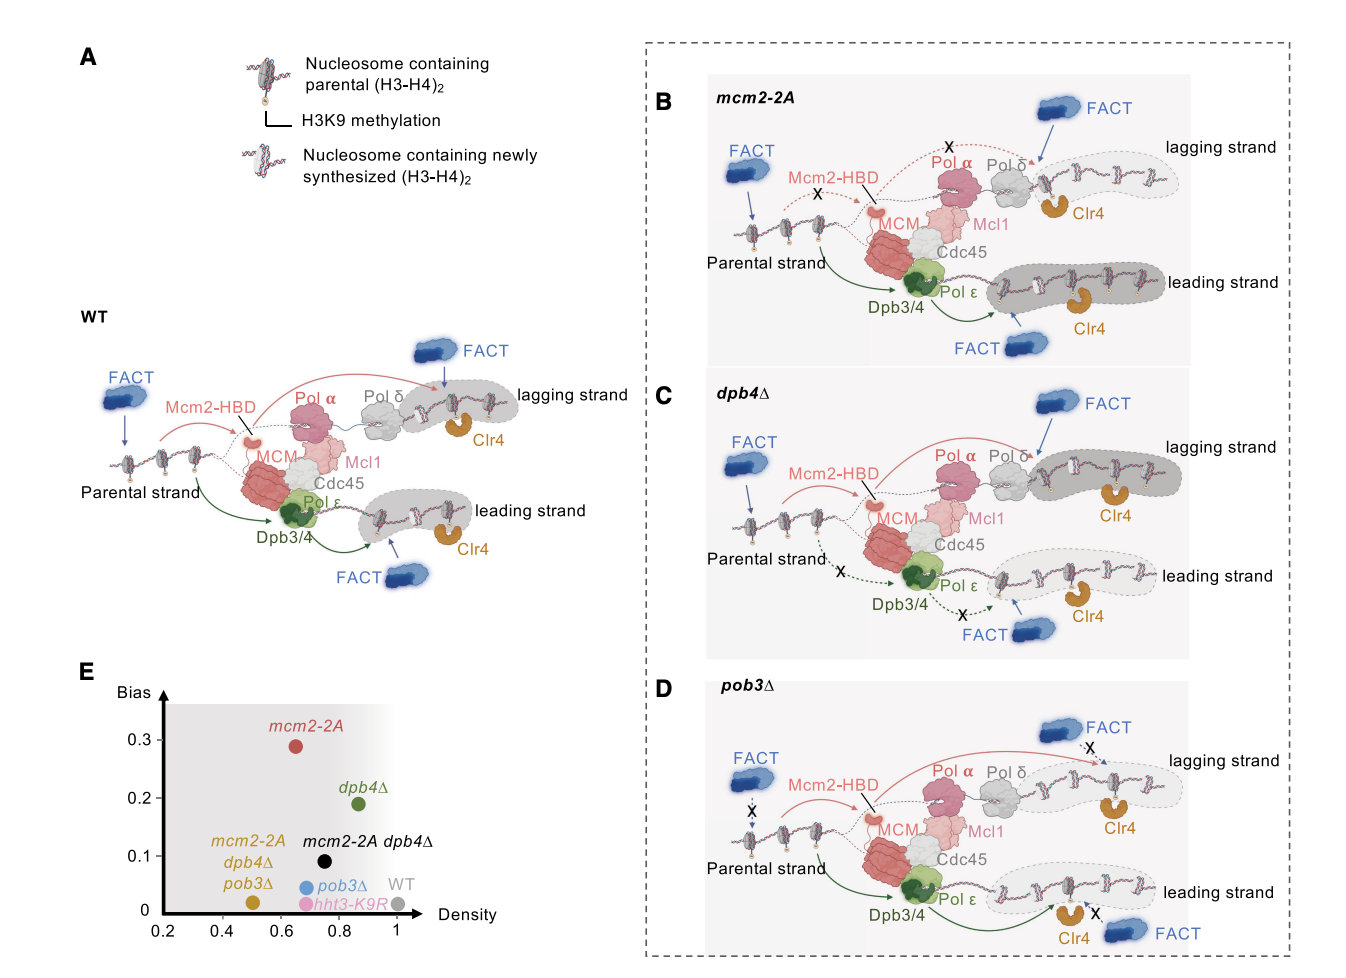 A
Nucleosome containing
parental (H3-H4)2
H3K9 methylation
Nucleosome containing newly
synthesized (H3-H4)2
WT
FACT
FACT
Mcm2-HBD
Pol α
Pol δ
lagging strand
Clr4
MCM
Mcl1
Cdc45
Parental strand
Pol ε
leading strand
Dpb3/4
Clr4
FACT
B
mcm2-2A
FACT
FACT
X
lagging strand
Pol α
Pol δ
Mcm2-HBD
X
Clr4
MCM
Mcl1
Cdc45
Parental strand
leading strand
Pol ε
Dpb3/4
Clr4
FACT
C
dpb4Δ
FACT
FACT
lagging strand
Pol α
Pol δ
Mcm2-HBD
Clr4
MCM
Mcl1
Cdc45
Parental strand
X
leading strand
Pol ε
Dpb3/4
X
Clr4
FACT
D
pob3Δ
FACT
X
lagging strand
FACT
Pol α
Pol δ
Mcm2-HBD
X
Clr4
MCM
Mcl1
Cdc45
Parental strand
leading strand
Pol ε
Dpb3/4
X
Clr4
FACT
E
Bias
0.3
0.2
0.1
0
mcm2-2A
dpb4Δ
mcm2-2A
dpb4Δ
pob3Δ
mcm2-2A dpb4Δ
pob3Δ
WT
hht3-K9R
Density
0.2
0.4
0.6
0.8
1